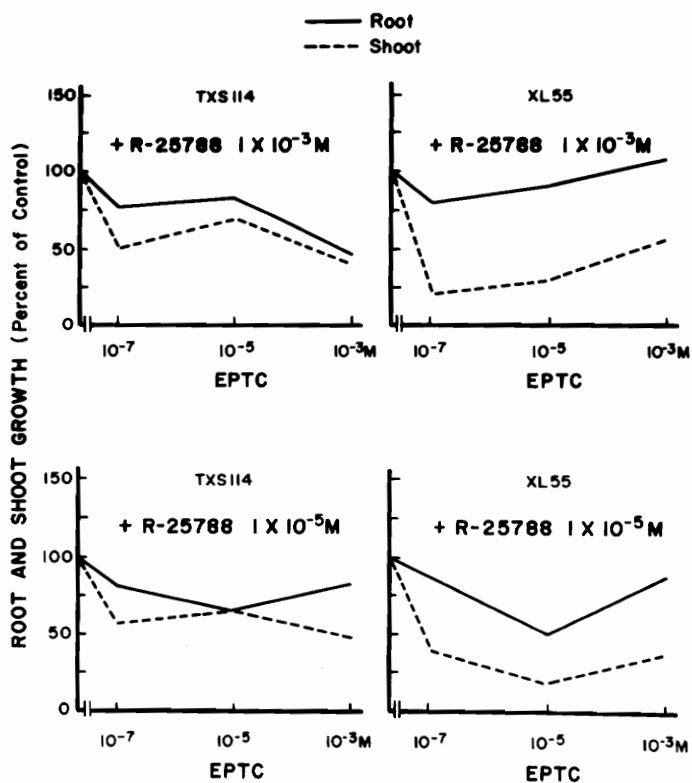 Root
Shoot
ROOT AND SHOOT GROWTH (Percent of Control)
TXS114
+ R-25788 1 X 10⁻³M
150
100
50
0
10⁻⁷ 10⁻⁵ 10⁻³M
EPTC
XL55
+ R-25788 1 X 10⁻³M
10⁻⁷ 10⁻⁵ 10⁻³M
EPTC
TXS114
+ R-25788 1 X 10⁻⁵M
150
100
50
0
10⁻⁷ 10⁻⁵ 10⁻³M
EPTC
XL55
+ R-25788 1 X 10⁻⁵M
10⁻⁷ 10⁻⁵ 10⁻³M
EPTC